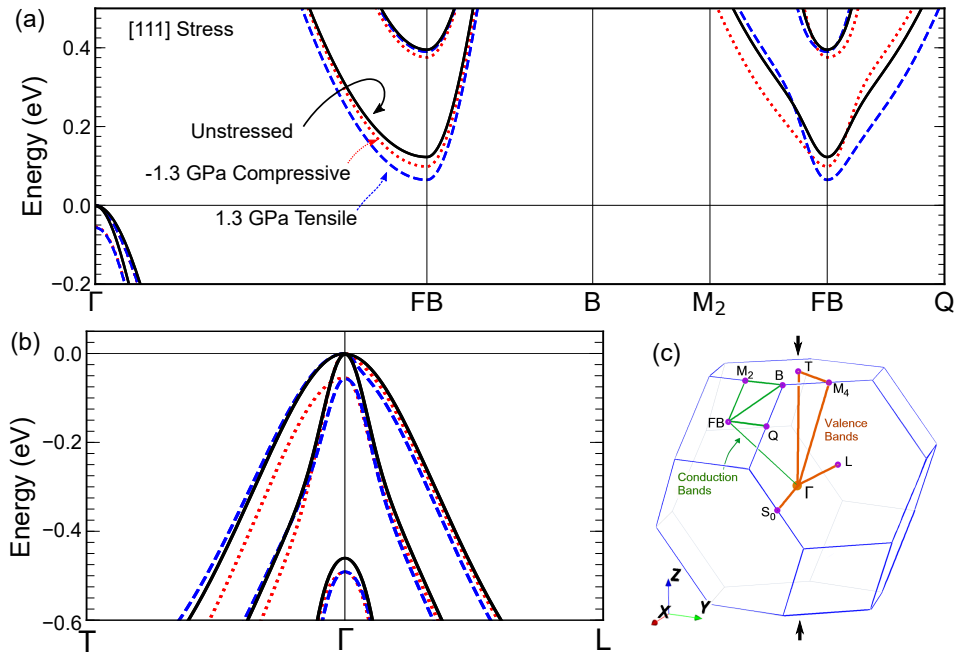 (a)
[111] Stress
Energy (eV)
0.4
0.2
0.0
−0.2
Unstressed
-1.3 GPa Compressive
1.3 GPa Tensile
Γ FB B M₂ FB Q
(b)
Energy (eV)
0.0
−0.2
−0.4
−0.6
T Γ L
(c)
T
M₂ B M₄
FB Q
Valence
Bands
L
Conduction
Bands
Γ
S₀
Z
X Y